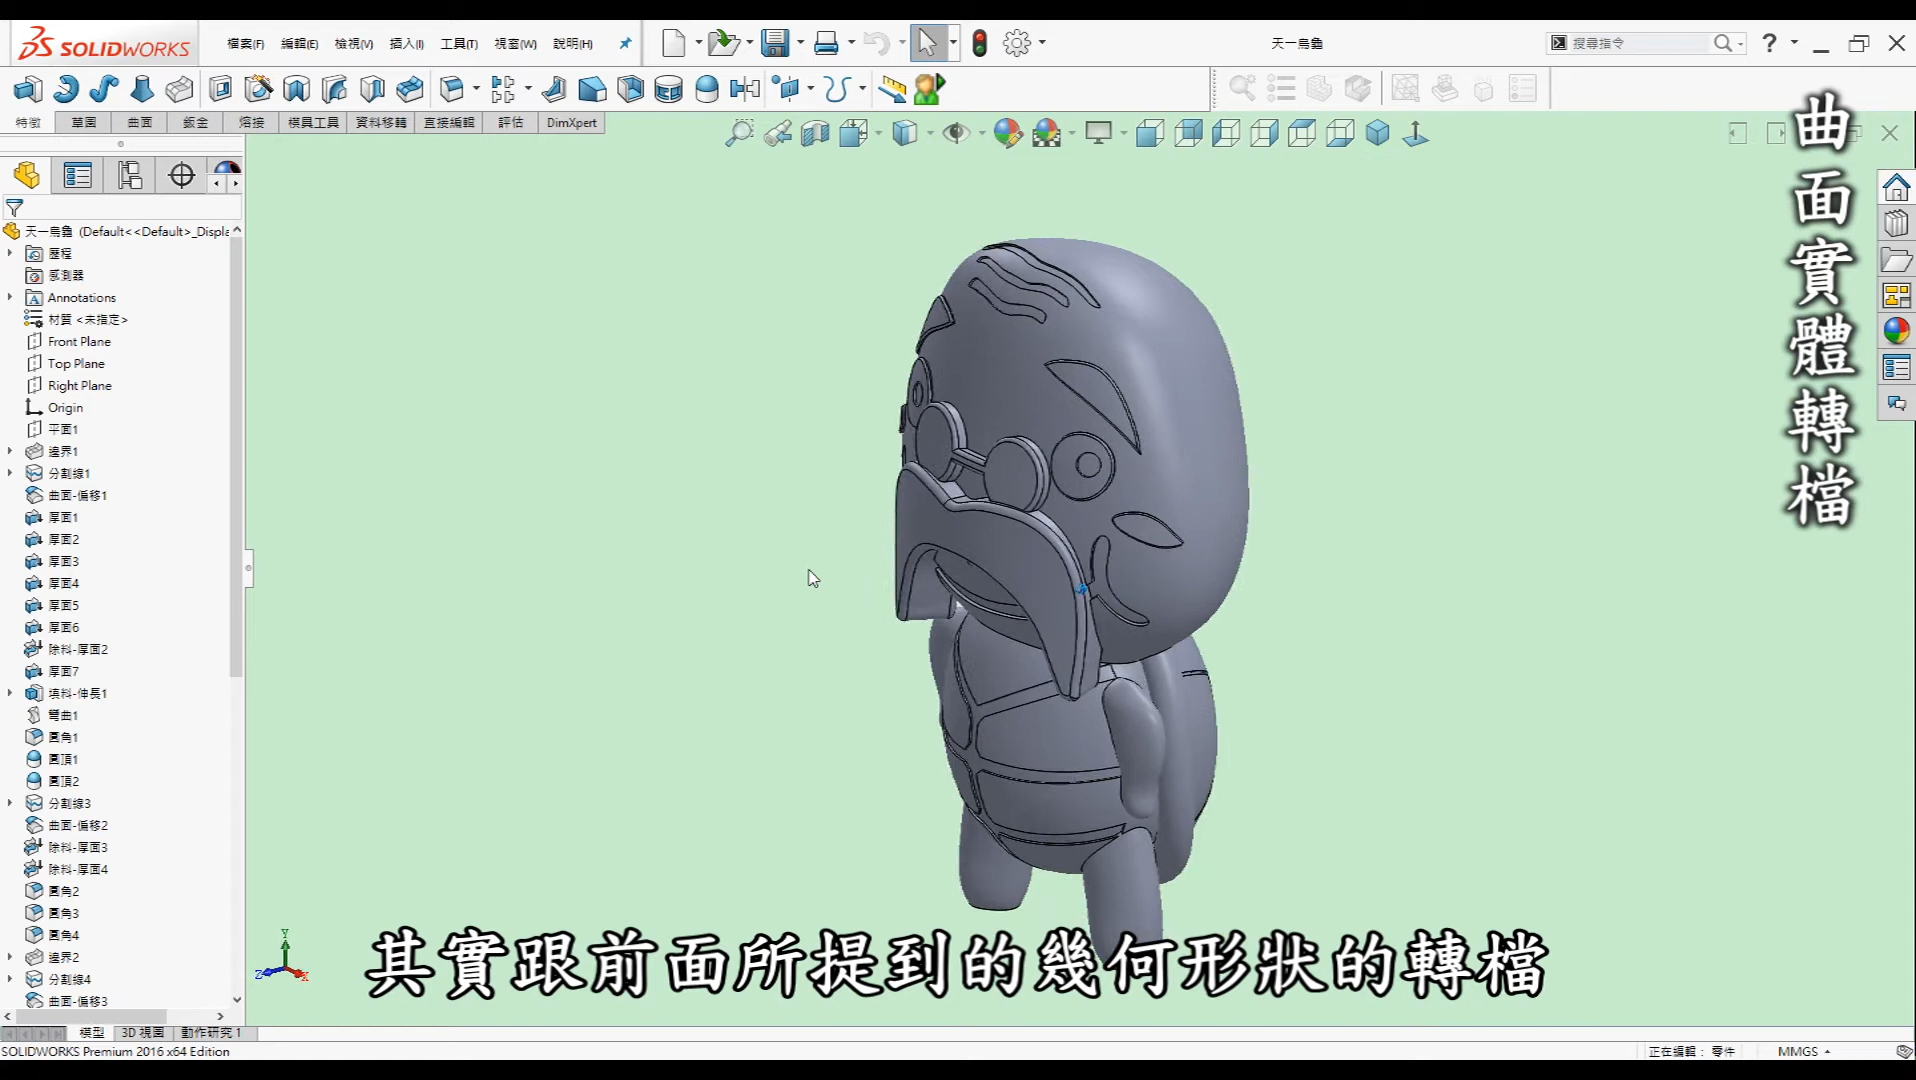 SOLIDWORKS
檔案(F) 編輯(E) 檢視(V) 插入(I) 工具(T) 視窗(W) 說明(H)
天一烏龜
搜尋指令
特徵 草圖 曲面 鈑金 熔接 模具工具 資料移轉 直接編輯 評估 DimXpert
天一烏龜 (Default<<Default>_Displa
歷程
感測器
Annotations
材質 <未指定>
Front Plane
Top Plane
Right Plane
Origin
平面1
邊界1
分割線1
曲面-偏移1
厚面1
厚面2
厚面3
厚面4
厚面5
厚面6
除料-厚面2
厚面7
填料-伸長1
彎曲1
圓角1
圓頂1
圓頂2
分割線3
曲面-偏移2
除料-厚面3
除料-厚面4
圓角2
圓角3
圓角4
邊界2
分割線4
曲面-偏移3
Y
Z
X
曲面實體轉檔
其實跟前面所提到的幾何形狀的轉檔
模型 3D 視圖 動作研究 1
SOLIDWORKS Premium 2016 x64 Edition
正在編輯： 零件
MMGS